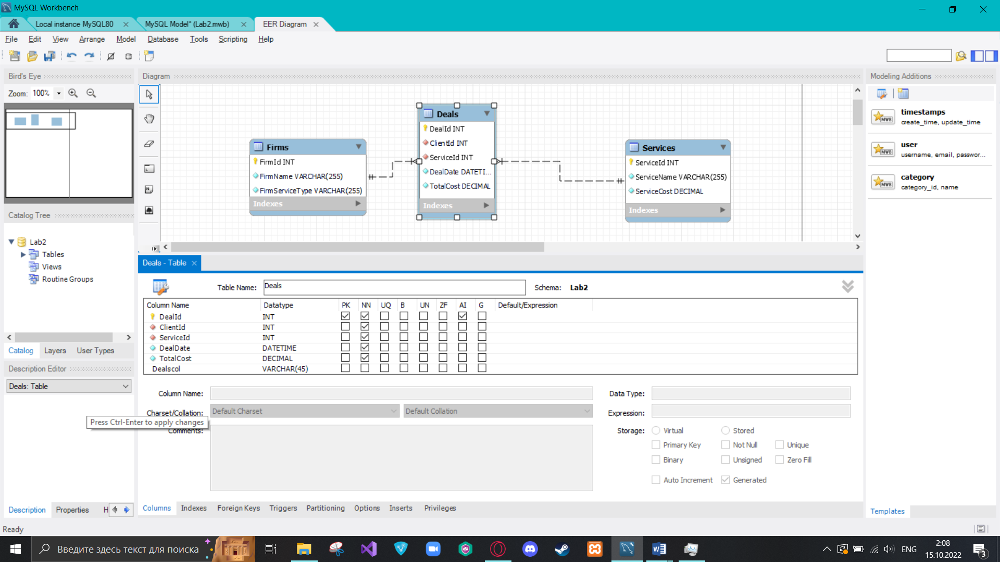 MySQL Workbench
Local instance MySQL80
MySQL Model* (Lab2.mwb)
EER Diagram
File Edit View Arrange Model Database Tools Scripting Help
Bird's Eye
Zoom: 100%
Diagram
Modeling Additions
timestamps
create_time, update_time
user
username, email, passwor...
category
category_id, name
Firms
FirmId INT
FirmName VARCHAR(255)
FirmServiceType VARCHAR(255)
Indexes
Deals
DealId INT
ClientId INT
ServiceId INT
DealDate DATETI...
TotalCost DECIMAL
Indexes
Services
ServiceId INT
ServiceName VARCHAR(255)
ServiceCost DECIMAL
Indexes
Catalog Tree
Lab2
Tables
Views
Routine Groups
Catalog Layers User Types
Description Editor
Deals: Table
Press Ctrl-Enter to apply changes
Description Properties H
Deals - Table
Table Name: Deals Schema: Lab2
Column Name Datatype PK NN UQ B UN ZF AI G Default/Expression
DealId INT
ClientId INT
ServiceId INT
DealDate DATETIME
TotalCost DECIMAL
Dealscol VARCHAR(45)
Column Name: Data Type:
Charset/Collation: Default Charset Default Collation Expression:
Comments: Storage: Virtual Stored
Primary Key Not Null Unique
Binary Unsigned Zero Fill
Auto Increment Generated
Columns Indexes Foreign Keys Triggers Partitioning Options Inserts Privileges
Templates
Ready
Введите здесь текст для поиска
ENG
2:08
15.10.2022
3